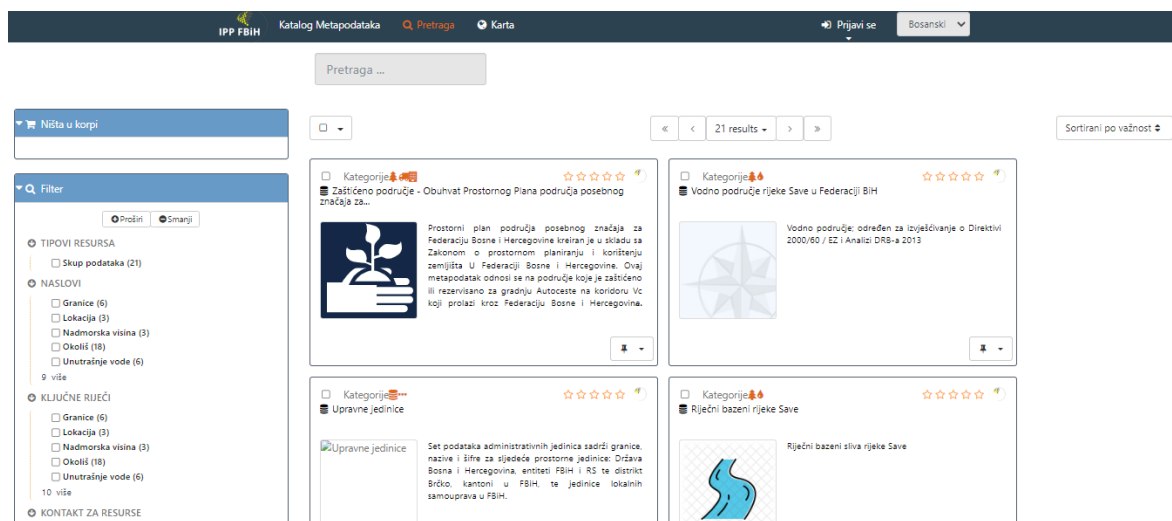 IPP FBiH
Katalog Metapodataka
Pretraga
Karta
Prijavi se
Bosanski
Pretraga ...
Ništa u korpi
Filter
Proširi
Smanji
TIPOVI RESURSA
Skup podataka (21)
NASLOVI
Granice (6)
Lokacija (3)
Nadmorska visina (3)
Okoliš (18)
Unutrašnje vode (6)
9 više
KLJUČNE RIJEČI
Granice (6)
Lokacija (3)
Nadmorska visina (3)
Okoliš (18)
Unutrašnje vode (6)
10 više
KONTAKT ZA RESURSE
« ‹ 21 results › »
Sortirani po važnost
Kategorije
Zaštićeno područje - Obuhvat Prostornog Plana područja posebnog
značaja za...
Prostorni plan područja posebnog značaja za
Federaciju Bosne i Hercegovine kreiran je u skladu sa
Zakonom o prostornom planiranju i korištenju
zemljišta U Federaciji Bosne i Hercegovine. Ovaj
metapodatak odnosi se na područje koje je zaštićeno
ili rezervisano za gradnju Autoceste na koridoru Vc
koji prolazi kroz Federaciju Bosne i Hercegovine.
Kategorije
Vodno područje rijeke Save u Federaciji BiH
Vodno područje; određen za izvješćivanje o Direktivi
2000/60 / EZ i Analizi DRB-a 2013
Kategorije
Upravne jedinice
Upravne jedinice
Set podataka administrativnih jedinica sadrži granice,
nazive i šifre za sljedeće prostorne jedinice: Država
Bosna i Hercegovina, entiteti FBiH i RS te distrikt
Brčko, kantoni u FBiH, te jedinice lokalnih
samouprava u FBiH.
Kategorije
Riječni bazeni rijeke Save
Riječni bazeni sliva rijeke Save